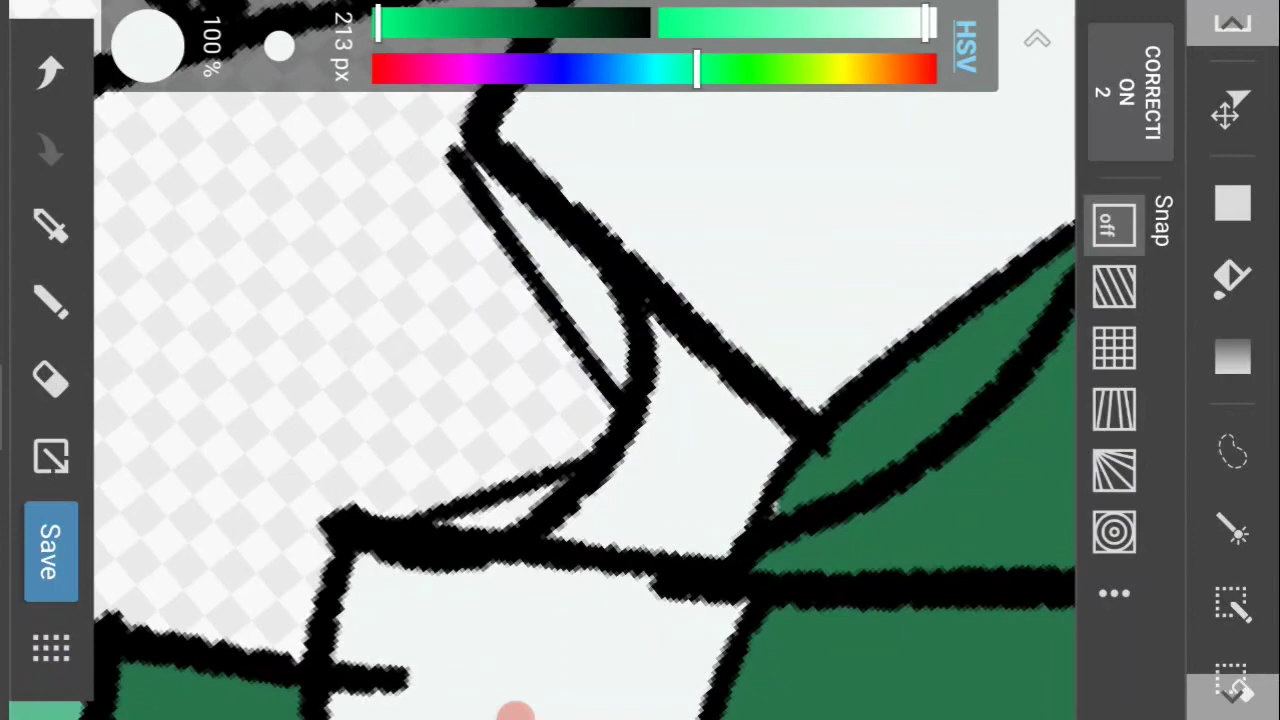 100 %
213 px
HSV
CORRECTI
ON
2
Snap
off
Save